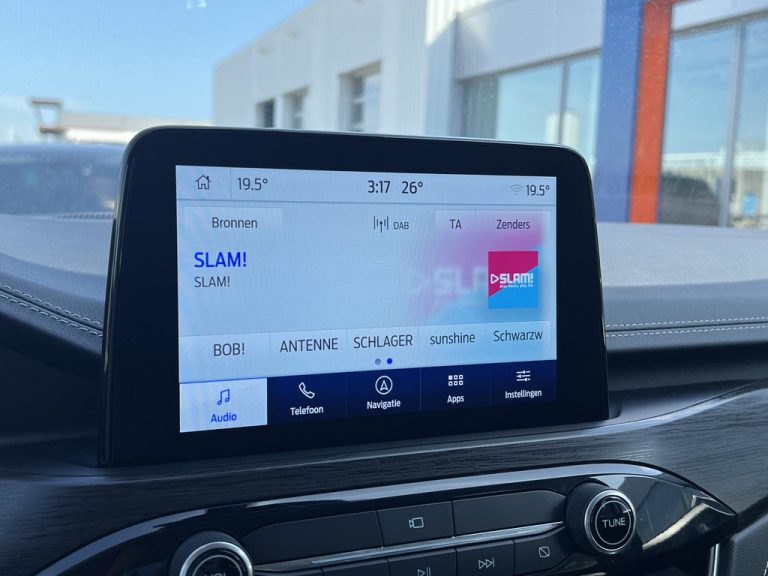 19.5° 3:17 26° 19.5°
Bronnen DAB TA Zenders
SLAM!
SLAM!
SLAM!
BOB! ANTENNE SCHLAGER sunshine Schwarzw
Audio Telefoon Navigatie Apps Instellingen
TUNE
VOL